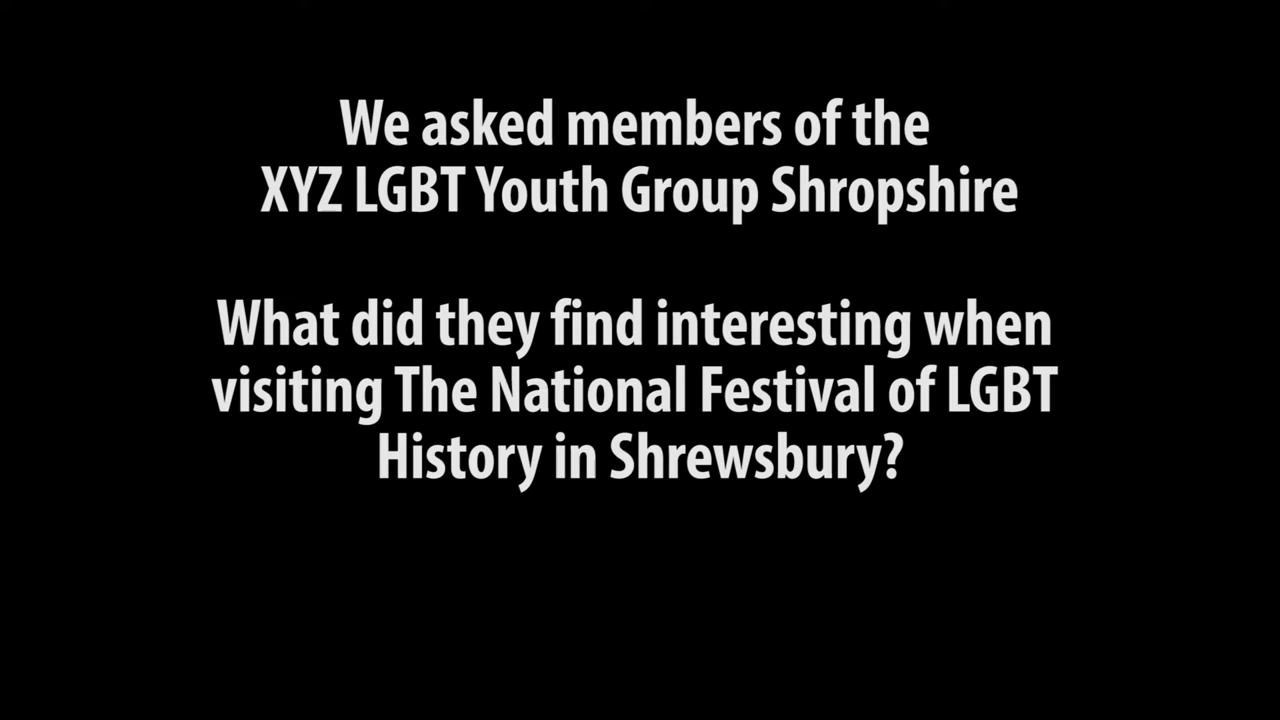 We asked members of the
XYZ LGBT Youth Group Shropshire
What did they find interesting when
visiting The National Festival of LGBT
History in Shrewsbury?